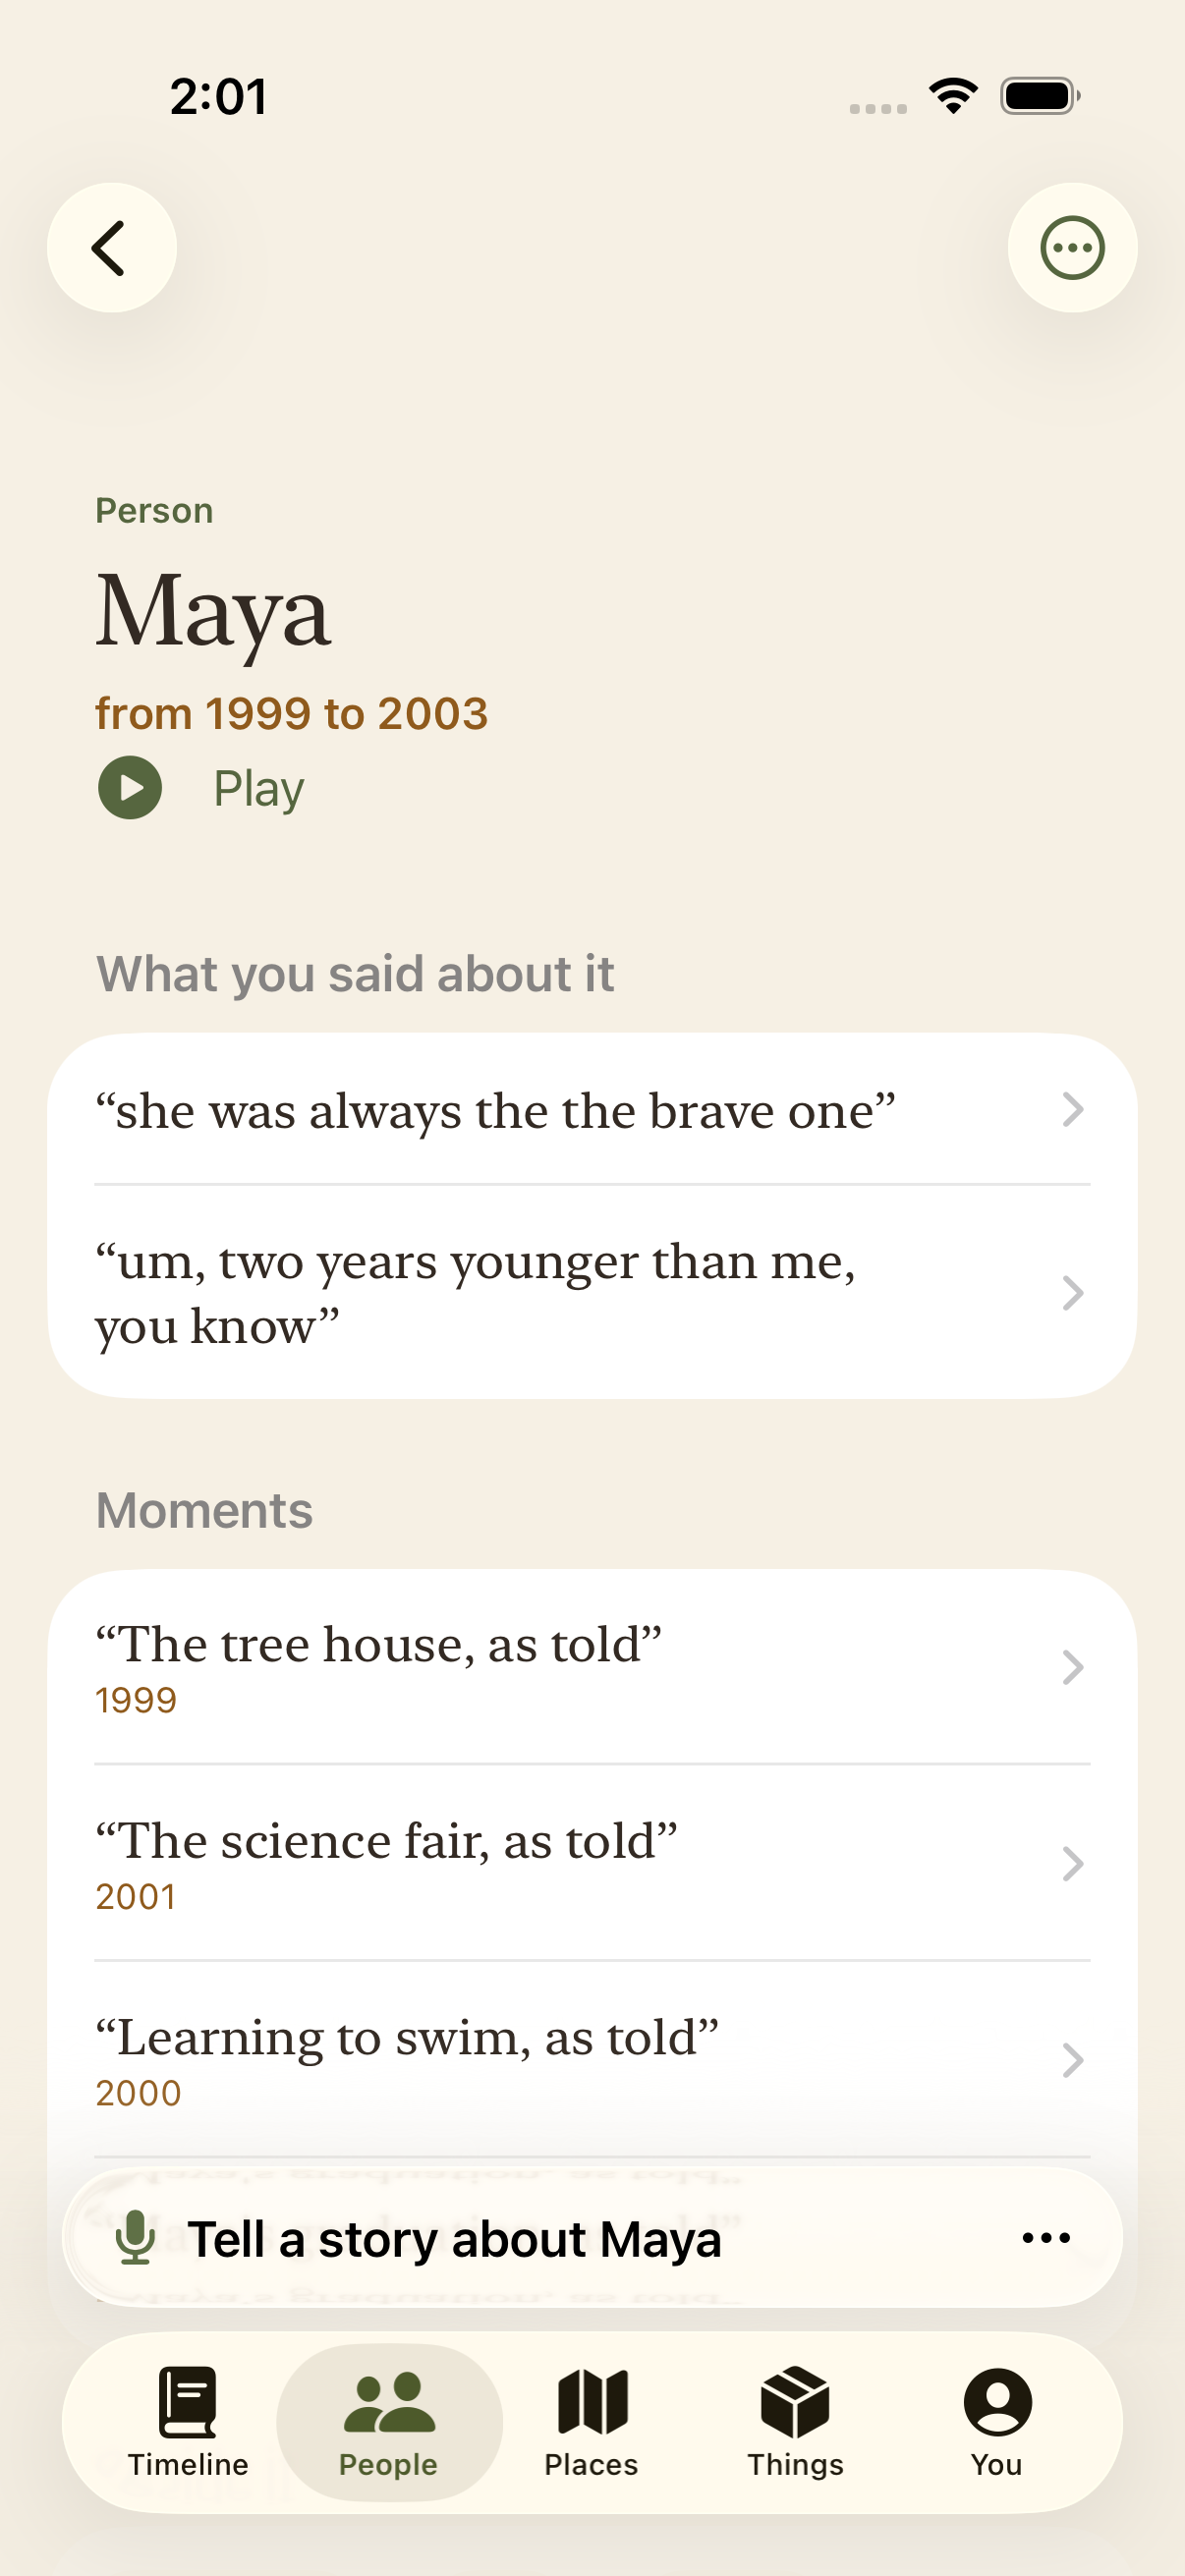 2:01
Person
Maya
from 1999 to 2003
Play
What you said about it
“she was always the the brave one”
“um, two years younger than me,
you know”
Moments
“The tree house, as told”
1999
“The science fair, as told”
2001
“Learning to swim, as told”
2000
Tell a story about Maya
Timeline
People
Places
Things
You